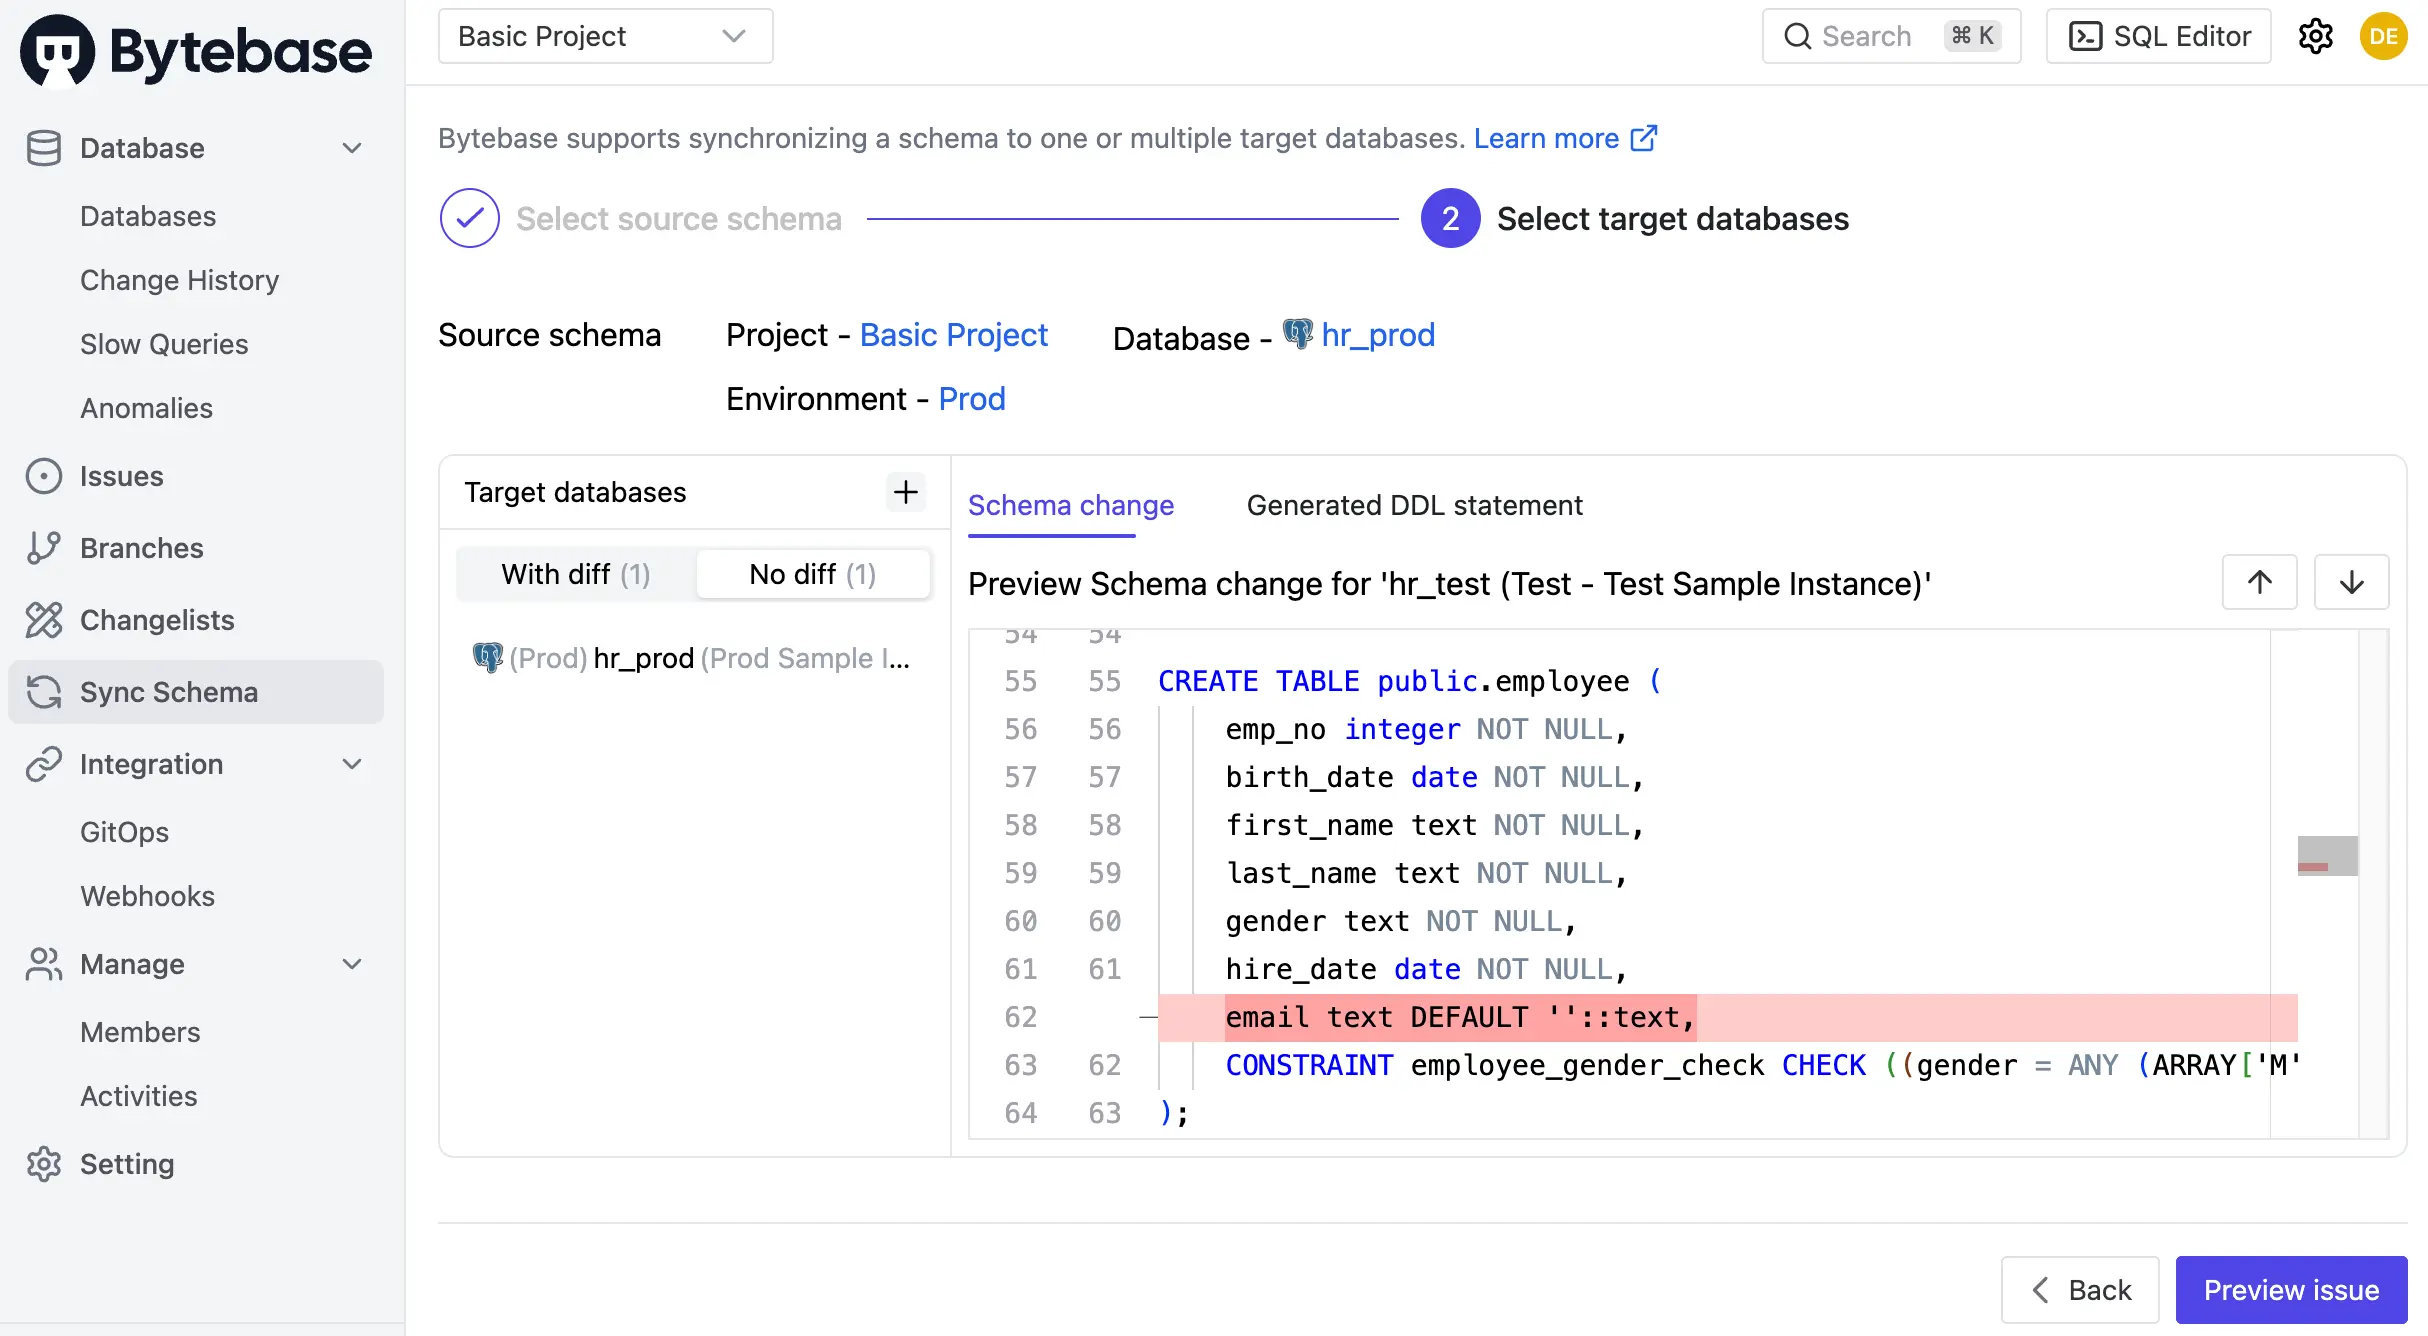 Bytebase
Basic Project
Search ⌘ K
SQL Editor
DE
Database
Databases
Change History
Slow Queries
Anomalies
Issues
Branches
Changelists
Sync Schema
Integration
GitOps
Webhooks
Manage
Members
Activities
Setting
Bytebase supports synchronizing a schema to one or multiple target databases. Learn more
Select source schema
2 Select target databases
Source schema
Project - Basic Project
Database - hr_prod
Environment - Prod
Target databases
With diff (1)
No diff (1)
(Prod) hr_prod (Prod Sample I...
Schema change
Generated DDL statement
Preview Schema change for 'hr_test (Test - Test Sample Instance)'
54 54
55 55 CREATE TABLE public.employee (
56 56 emp_no integer NOT NULL,
57 57 birth_date date NOT NULL,
58 58 first_name text NOT NULL,
59 59 last_name text NOT NULL,
60 60 gender text NOT NULL,
61 61 hire_date date NOT NULL,
62 — email text DEFAULT ''::text,
63 62 CONSTRAINT employee_gender_check CHECK ((gender = ANY (ARRAY['M'
64 63 );
Back
Preview issue